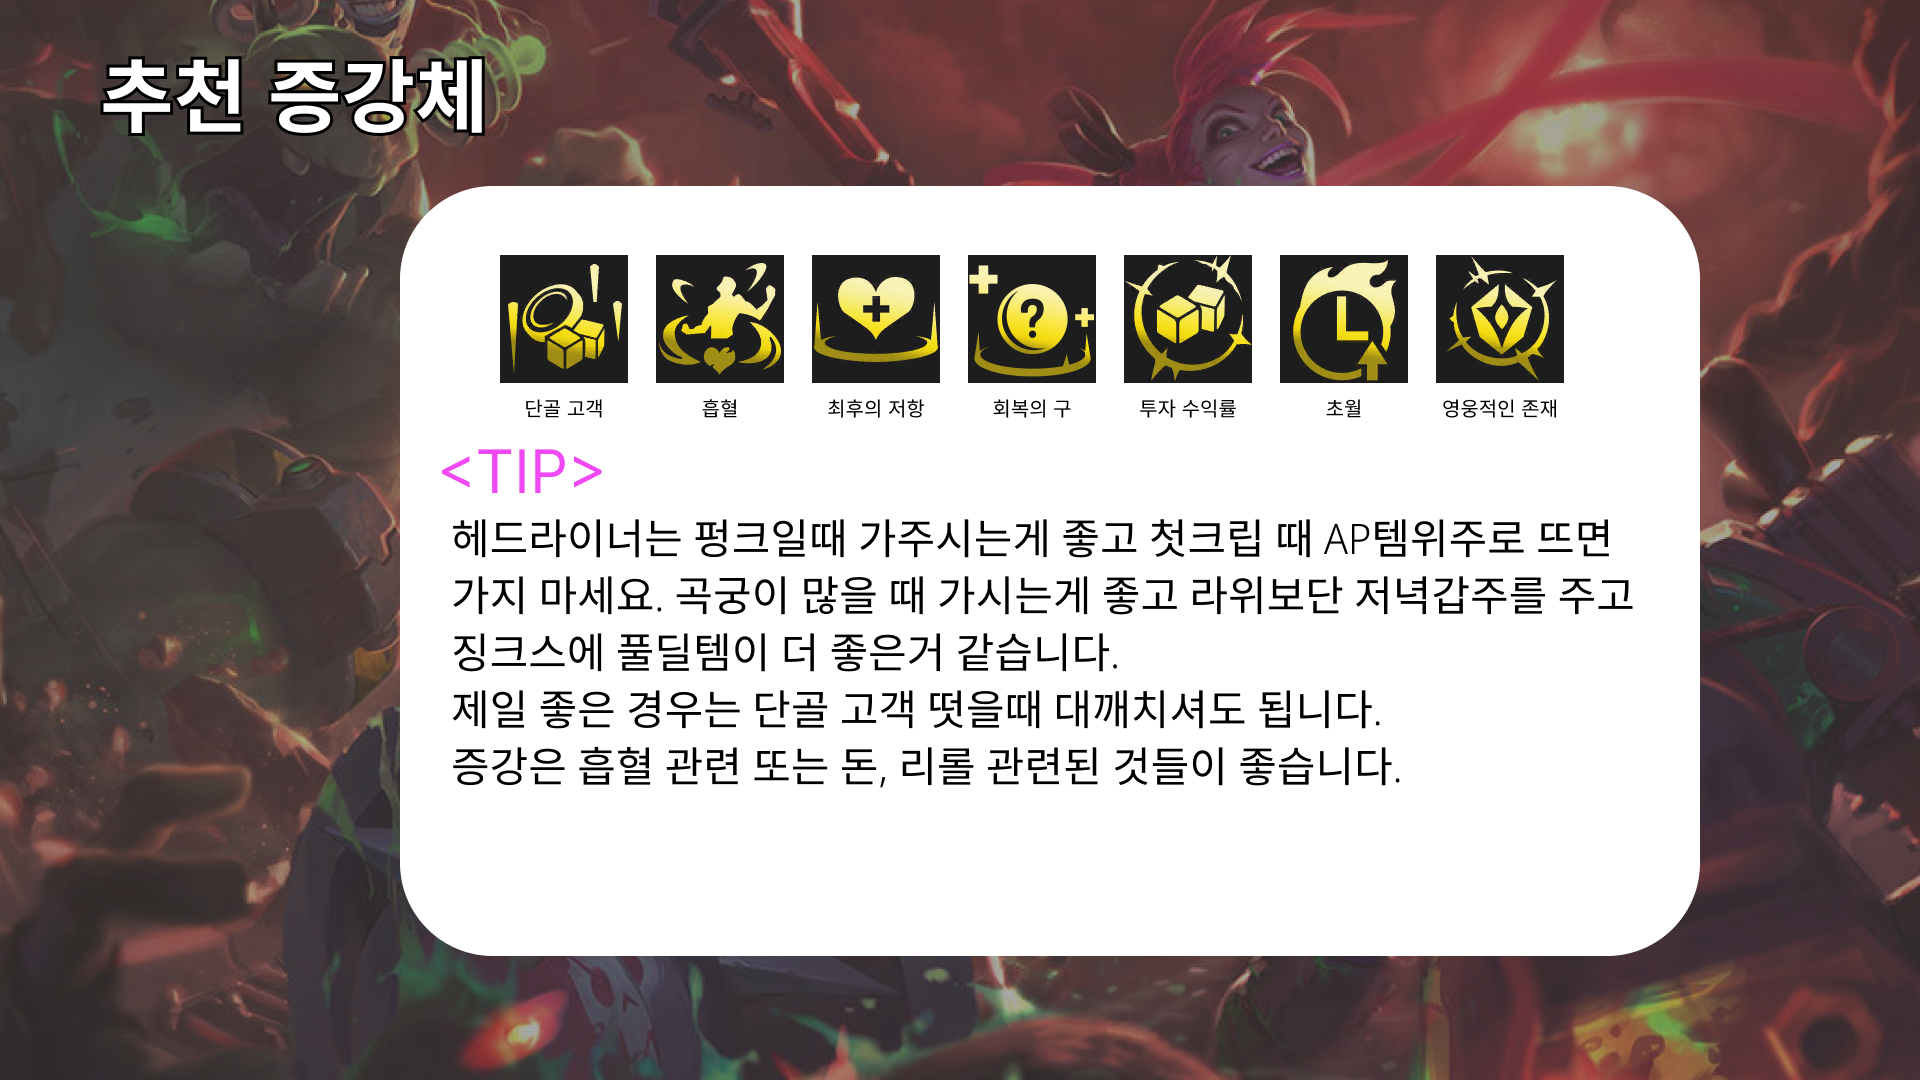 추천 증강체
단골 고객 흡혈 최후의 저항 회복의 구 투자 수익률 초월 영웅적인 존재
<TIP>
헤드라이너는 펑크일때 가주시는게 좋고 첫크립 때 AP템위주로 뜨면
가지 마세요. 곡궁이 많을 때 가시는게 좋고 라위보단 저녁갑주를 주고
징크스에 풀딜템이 더 좋은거 같습니다.
제일 좋은 경우는 단골 고객 떳을때 대깨치셔도 됩니다.
증강은 흡혈 관련 또는 돈, 리롤 관련된 것들이 좋습니다.